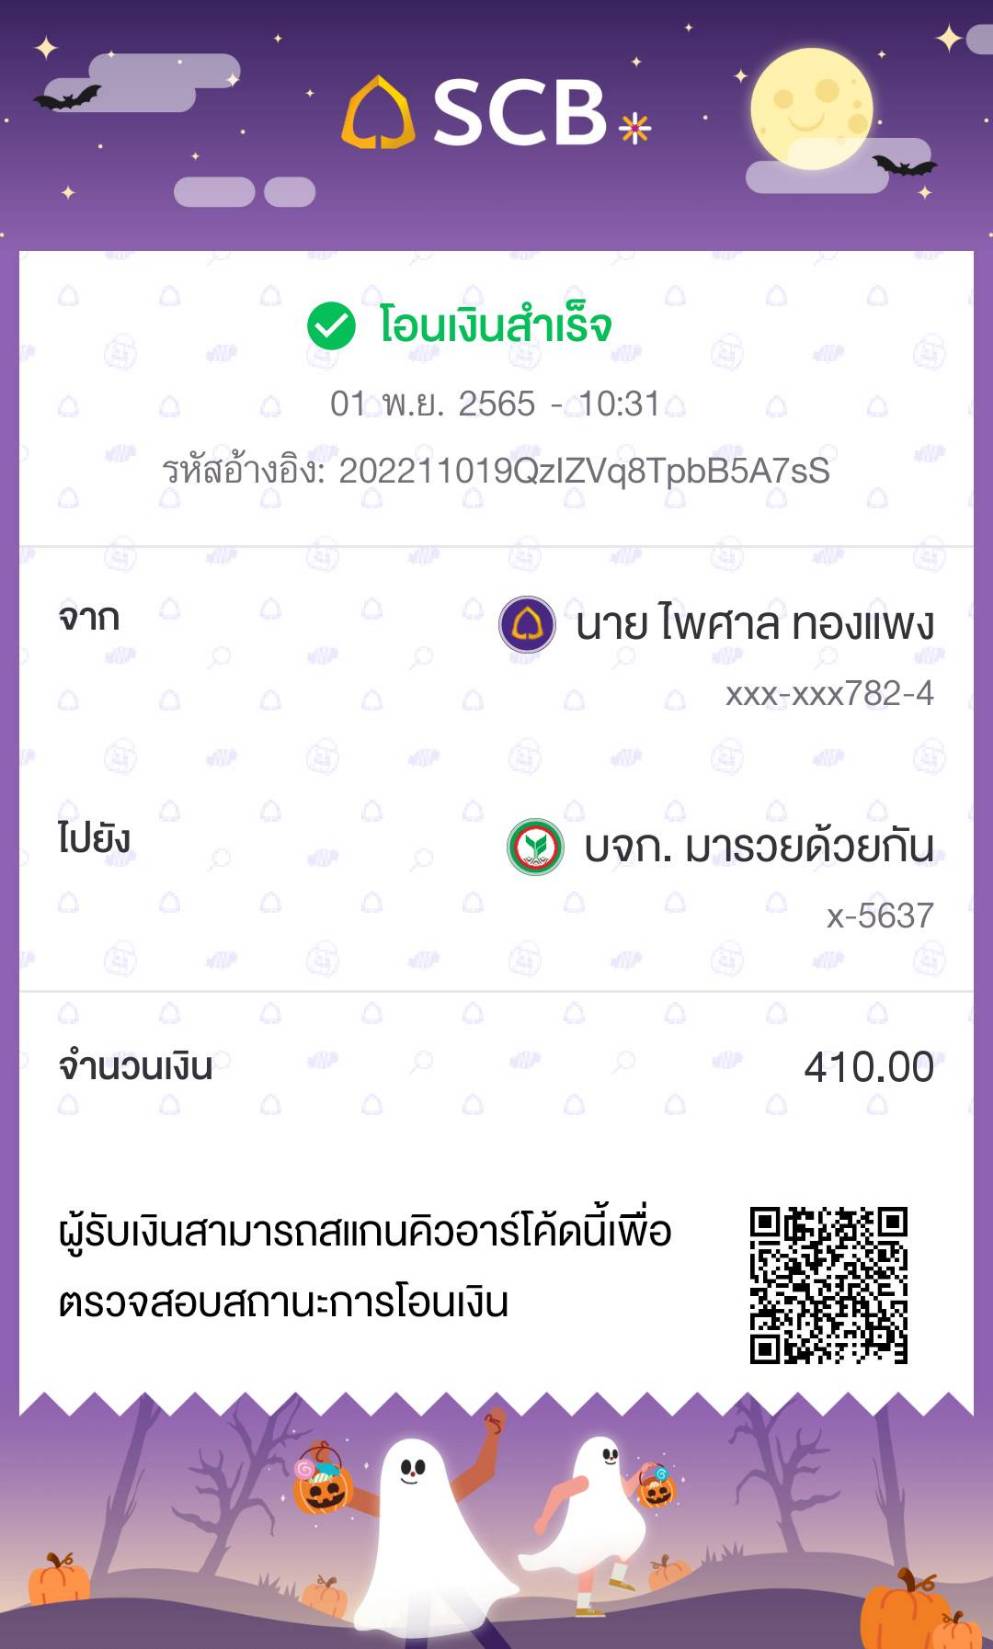 SCB
โอนเงินสำเร็จ
01 พ.ย. 2565 - 10:31
รหัสอ้างอิง: 202211019QzIZVq8TpbB5A7sS
จาก
นาย ไพศาล ทองแพง
xxx-xxx782-4
ไปยัง
บจก. มารวยด้วยกัน
x-5637
จำนวนเงิน 410.00
ผู้รับเงินสามารถสแกนคิวอาร์โค้ดนี้เพื่อ
ตรวจสอบสถานะการโอนเงิน